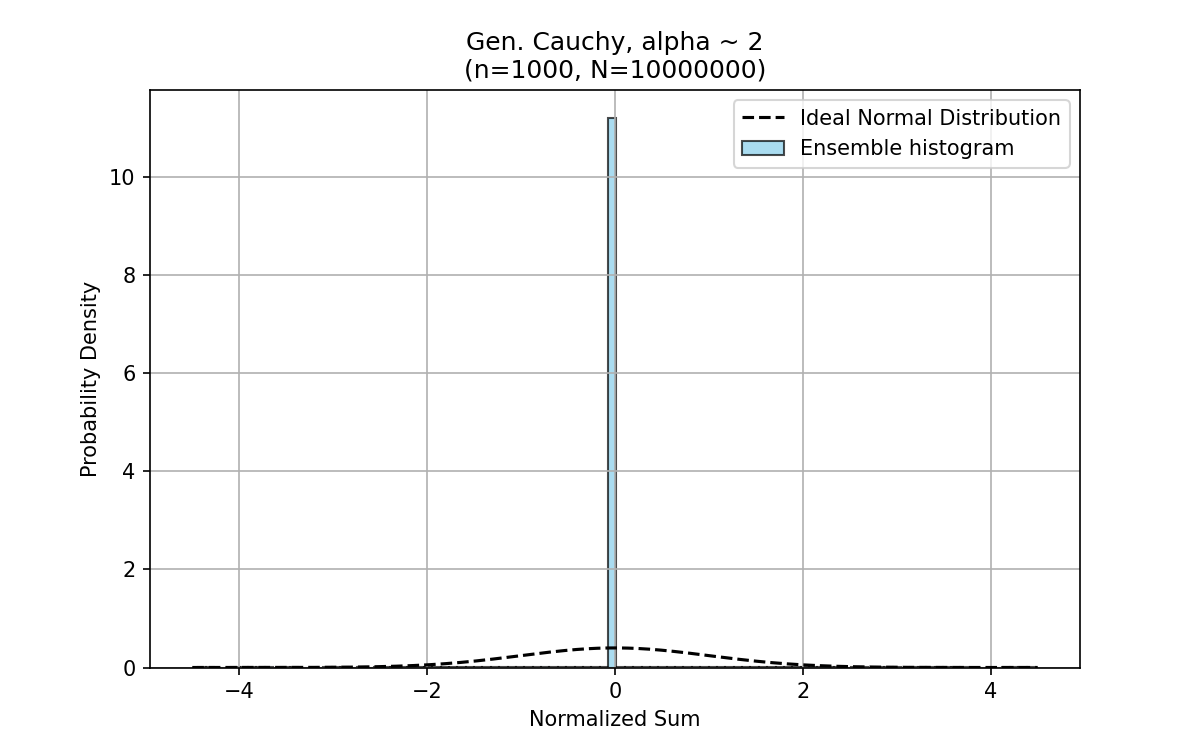 Gen. Cauchy, alpha ~ 2
(n=1000, N=10000000)
Ideal Normal Distribution
Ensemble histogram
Probability Density
10
8
6
4
2
0
−4
−2
0
2
4
Normalized Sum